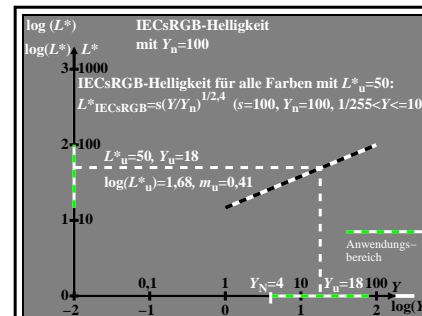 log (L*)
IECsRGB-Helligkeit
mit Yn=100
log(L*)
L*
3
1000
IECsRGB-Helligkeit für alle Farben mit L*u=50:
L*IECsRGB=s(Y/Yn)1/2,4 (s=100, Yn=100, 1/255<Y<=10
2
100
L*u=50, Yu=18
log(L*u)=1,68, mu=0,41
1
10
Anwendungs–
bereich
YN=4
Yu=18
0
0,1
1
10
100
Y
−2
−1
0
1
2
log(Y